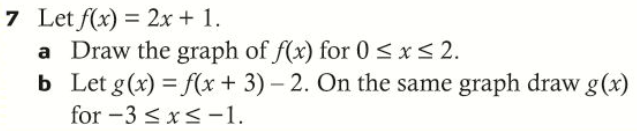 7 Let f(x) = 2x + 1.
a Draw the graph of f(x) for 0 ≤ x ≤ 2.
b Let g(x) = f(x + 3) – 2. On the same graph draw g(x)
for −3 ≤ x ≤ −1.